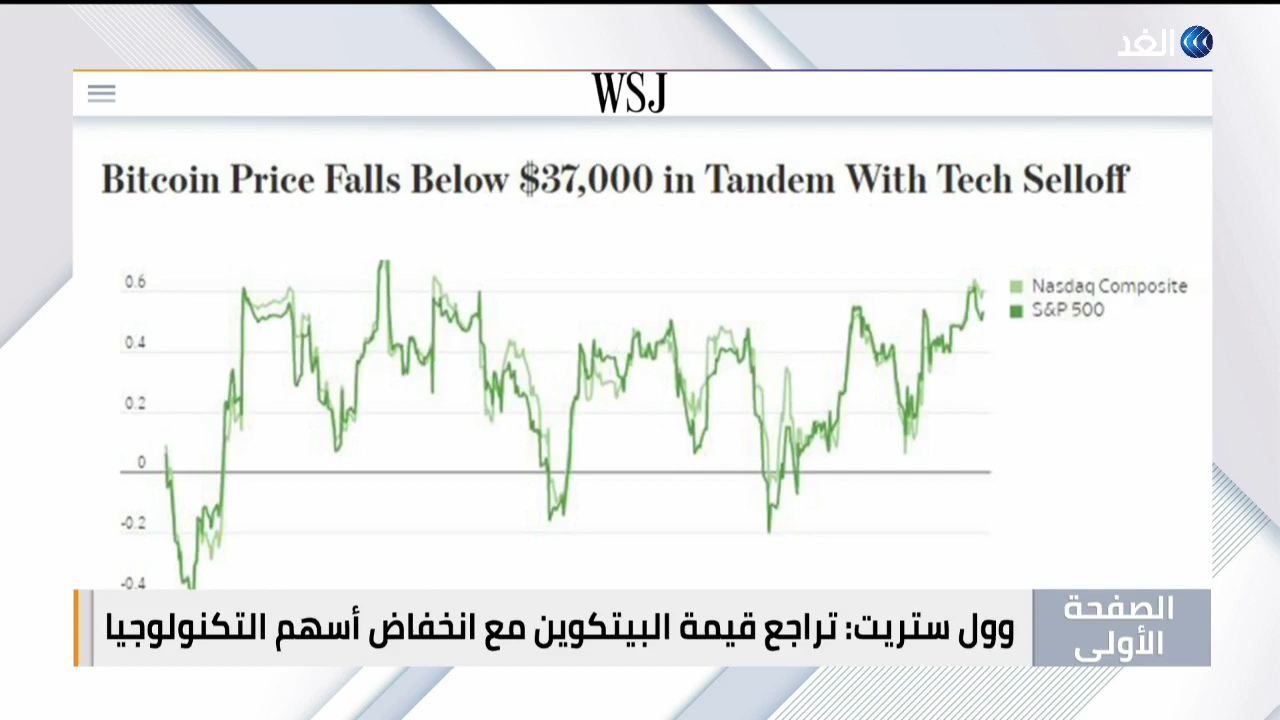 الغد
WSJ
Bitcoin Price Falls Below $37,000 in Tandem With Tech Selloff
0.6
0.4
0.2
0
-0.2
-0.4
Nasdaq Composite
S&P 500
الصفحة
الأولى
وول ستريت: تراجع قيمة البيتكوين مع انخفاض أسهم التكنولوجيا